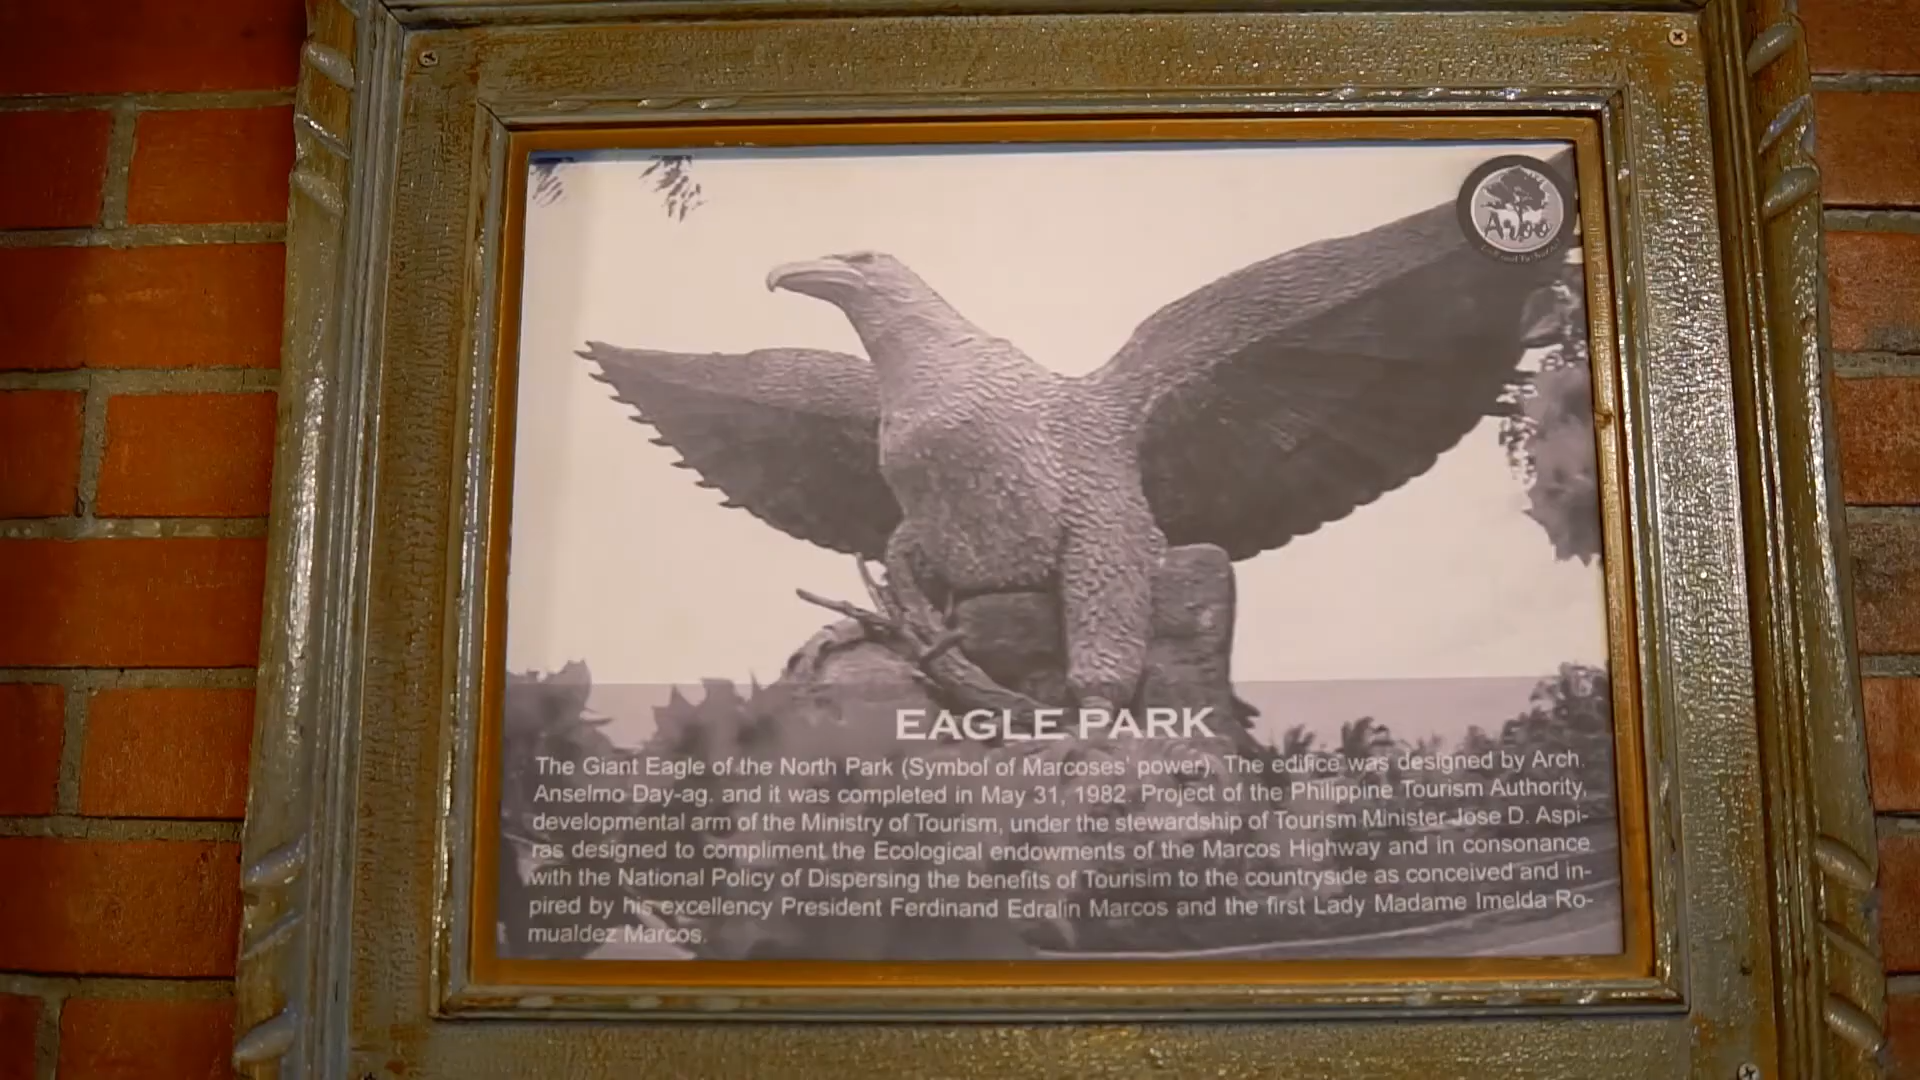 Arbo
EAGLE PARK
The Giant Eagle of the North Park (Symbol of Marcoses' power). The edifice was designed by Arch.
Anselmo Day-ag. and it was completed in May 31, 1982. Project of the Philippine Tourism Authority,
developmental arm of the Ministry of Tourism, under the stewardship of Tourism Minister Jose D. Aspi-
ras designed to compliment the Ecological endowments of the Marcos Highway and in consonance
with the National Policy of Dispersing the benefits of Tourisim to the countryside as conceived and in-
pired by his excellency President Ferdinand Edralin Marcos and the first Lady Madame Imelda Ro-
mualdez Marcos.